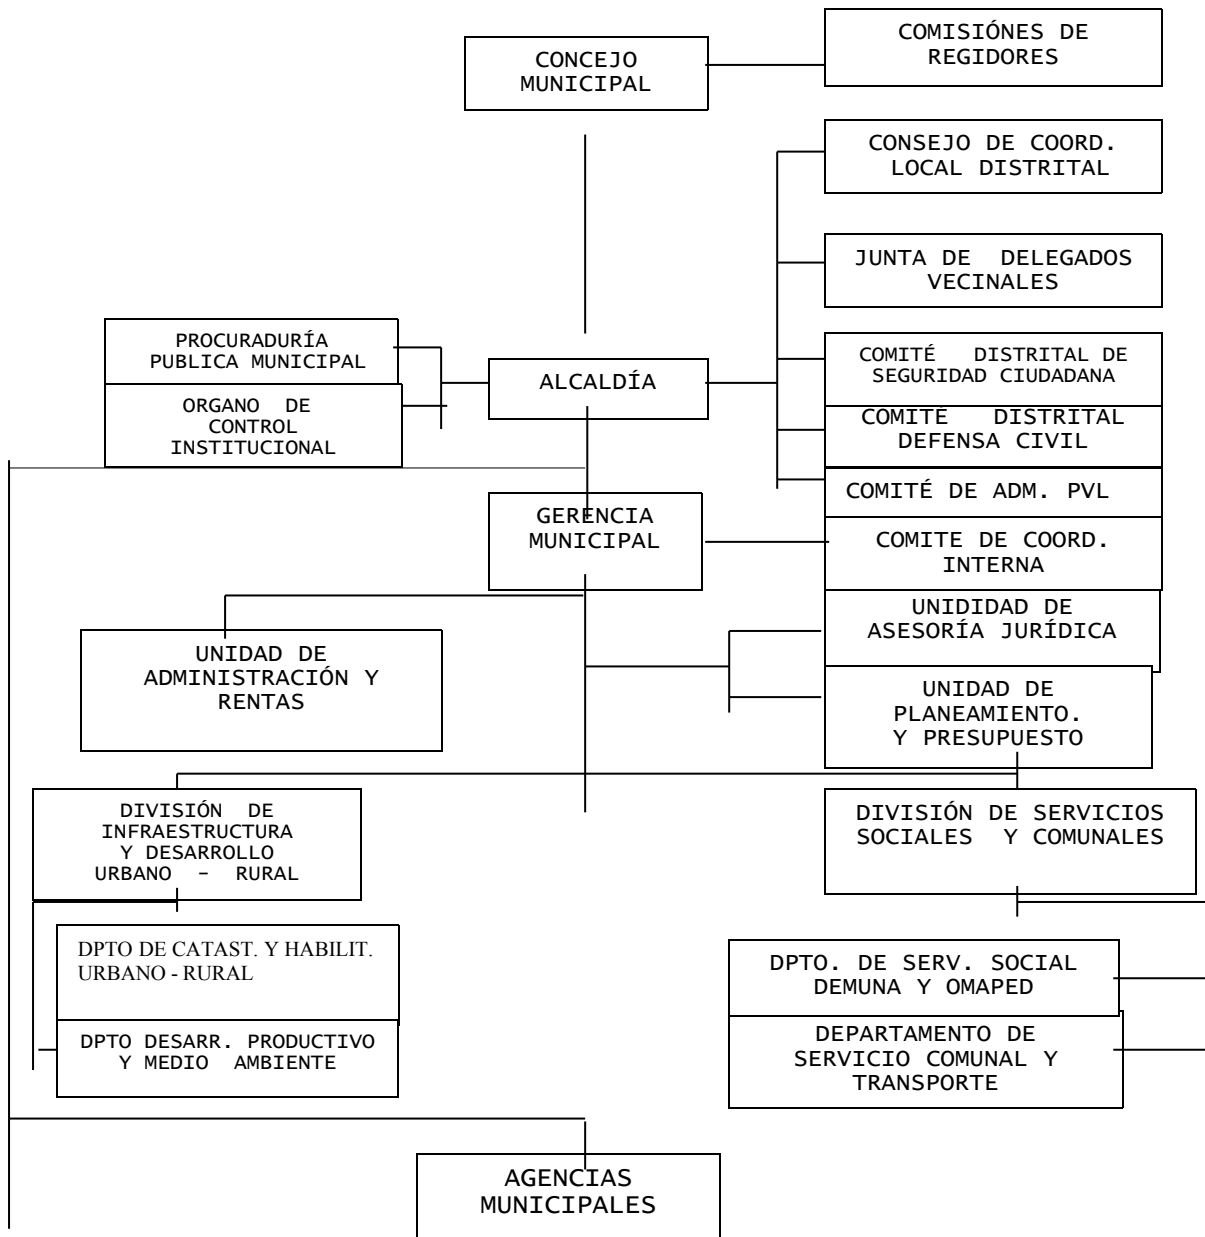 COMISIÓNES DE
REGIDORES
CONCEJO
MUNICIPAL
CONSEJO DE COORD.
LOCAL DISTRITAL
JUNTA DE DELEGADOS
VECINALES
PROCURADURÍA
PUBLICA MUNICIPAL
ORGANO DE
CONTROL
INSTITUCIONAL
ALCALDÍA
COMITÉ DISTRITAL DE
SEGURIDAD CIUDADANA
COMITÉ DISTRITAL
DEFENSA CIVIL
COMITÉ DE ADM. PVL
GERENCIA
MUNICIPAL
COMITE DE COORD.
INTERNA
UNIDIDAD DE
ASESORÍA JURÍDICA
UNIDAD DE
ADMINISTRACIÓN Y
RENTAS
UNIDAD DE
PLANEAMIENTO.
Y PRESUPUESTO
DIVISIÓN DE
INFRAESTRUCTURA
Y DESARROLLO
URBANO - RURAL
DIVISIÓN DE SERVICIOS
SOCIALES Y COMUNALES
DPTO DE CATAST. Y HABILIT.
URBANO - RURAL
DPTO DESARR. PRODUCTIVO
Y MEDIO AMBIENTE
DPTO. DE SERV. SOCIAL
DEMUNA Y OMAPED
DEPARTAMENTO DE
SERVICIO COMUNAL Y
TRANSPORTE
AGENCIAS
MUNICIPALES